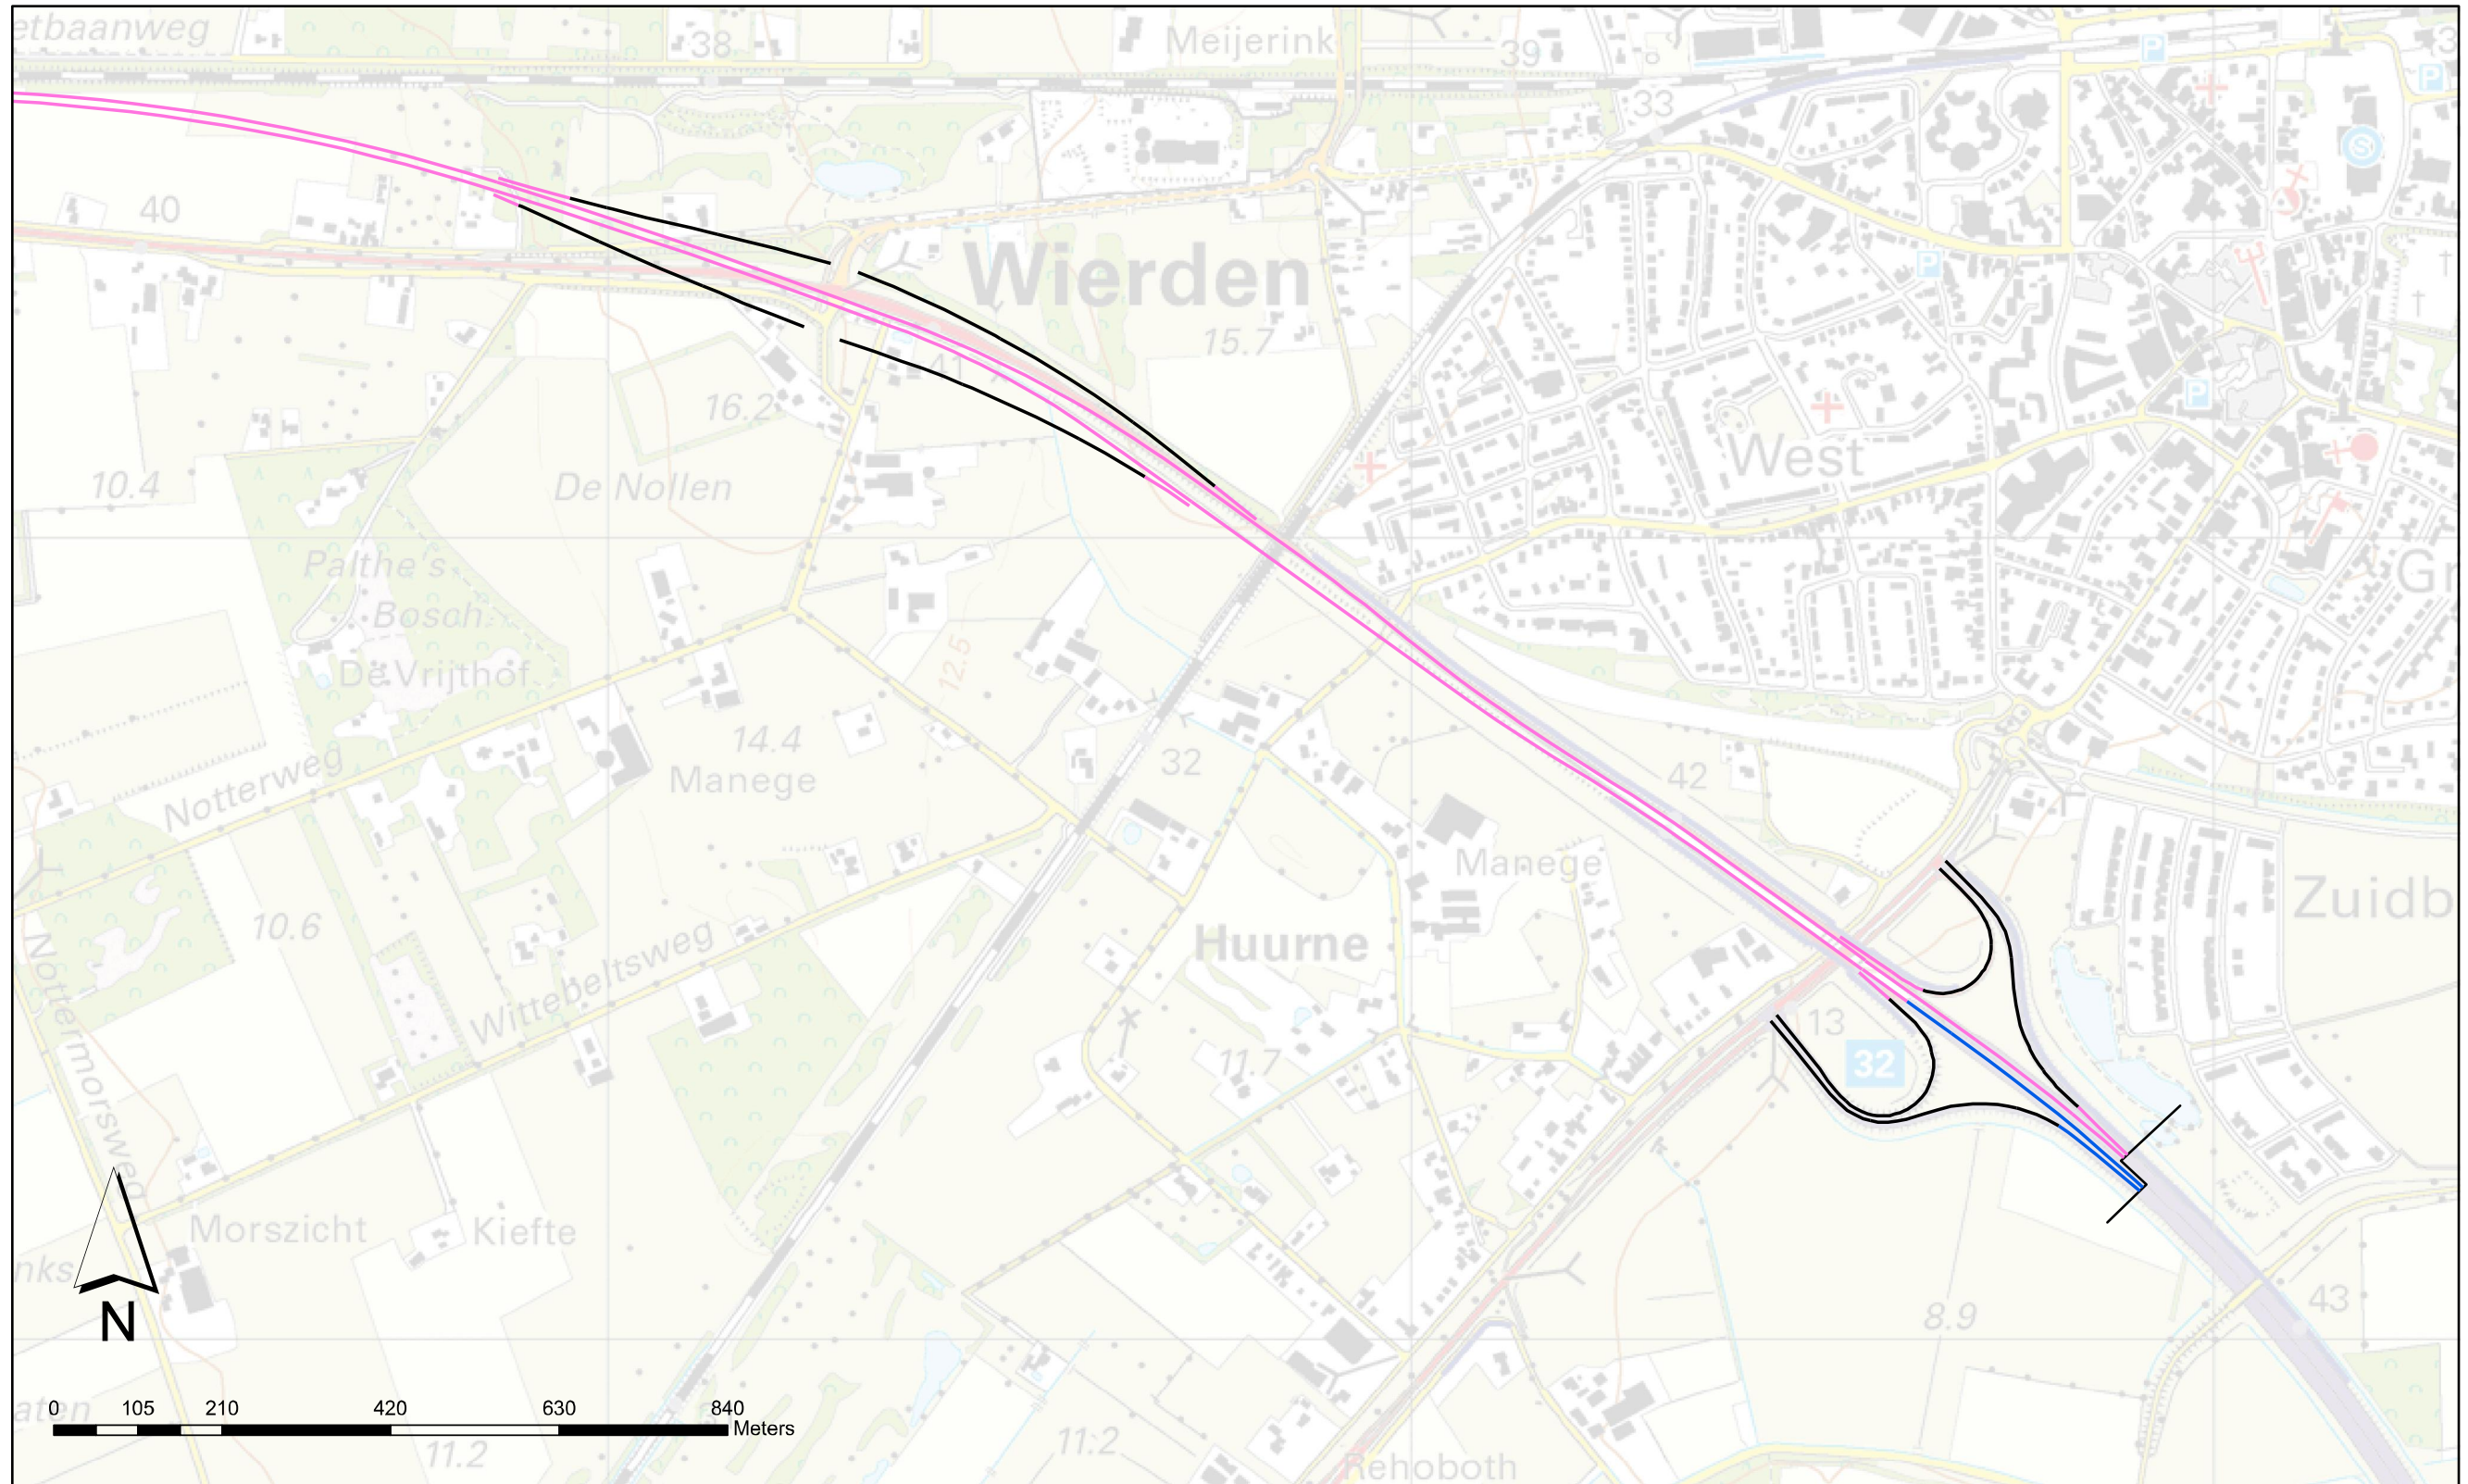 etbaanweg
38
Meijerink
39
33
P
P
S
40
Wierden
15.7
P
41
16.2
P
West
10.4
De Nollen
Palthe's
Bosch
De Vrijthof
12.5
Gr
14.4
Manege
32
42
Notterweg
Manege
Zuidb
10.6
Huurne
Wittebeltsweg
Nottermorsweg
13
32
11.7
Morszicht
Kiefte
nks
43
8.9
N
0 105 210 420 630 840
Meters
aten
11.2
11.2
Rehoboth